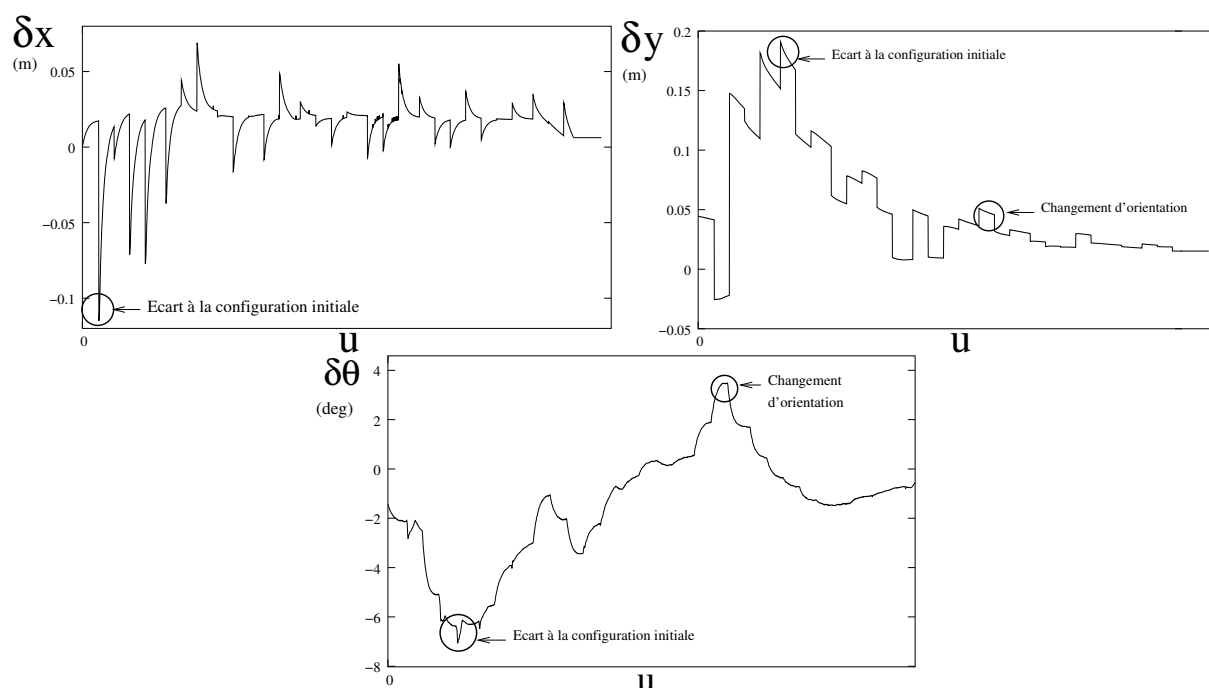 δx
(m)
0.05
0
−0.05
−0.1
Ecart à la configuration initiale
0
u
δy
(m)
0.2
0.15
0.1
0.05
0
−0.05
Ecart à la configuration initiale
Changement d'orientation
0
u
δθ
(deg)
4
2
0
−2
−4
−6
−8
Changement
d'orientation
Ecart à la configuration initiale
0
u